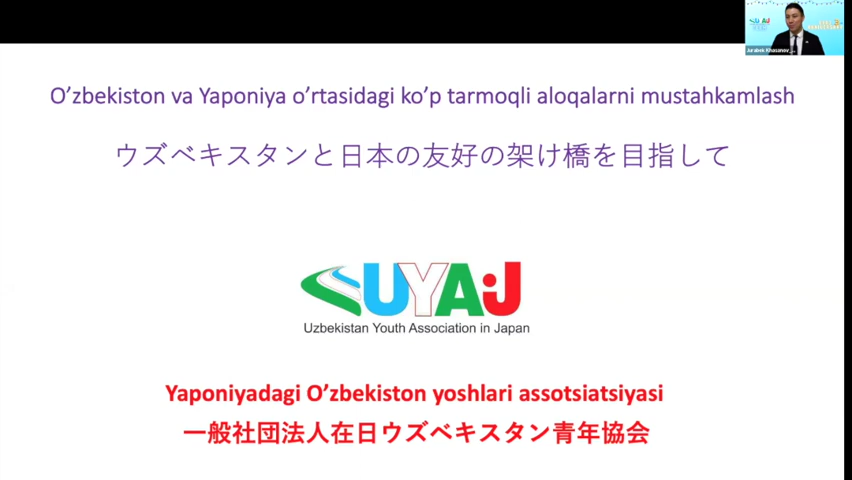 Jurabek Khasanov_...
O'zbekiston va Yaponiya o'rtasidagi ko'p tarmoqli aloqalarni mustahkamlash
ウズベキスタンと日本の友好の架け橋を目指して
UYAJ
Uzbekistan Youth Association in Japan
Yaponiyadagi O'zbekiston yoshlari assotsiatsiyasi
一般社団法人在日ウズベキスタン青年協会